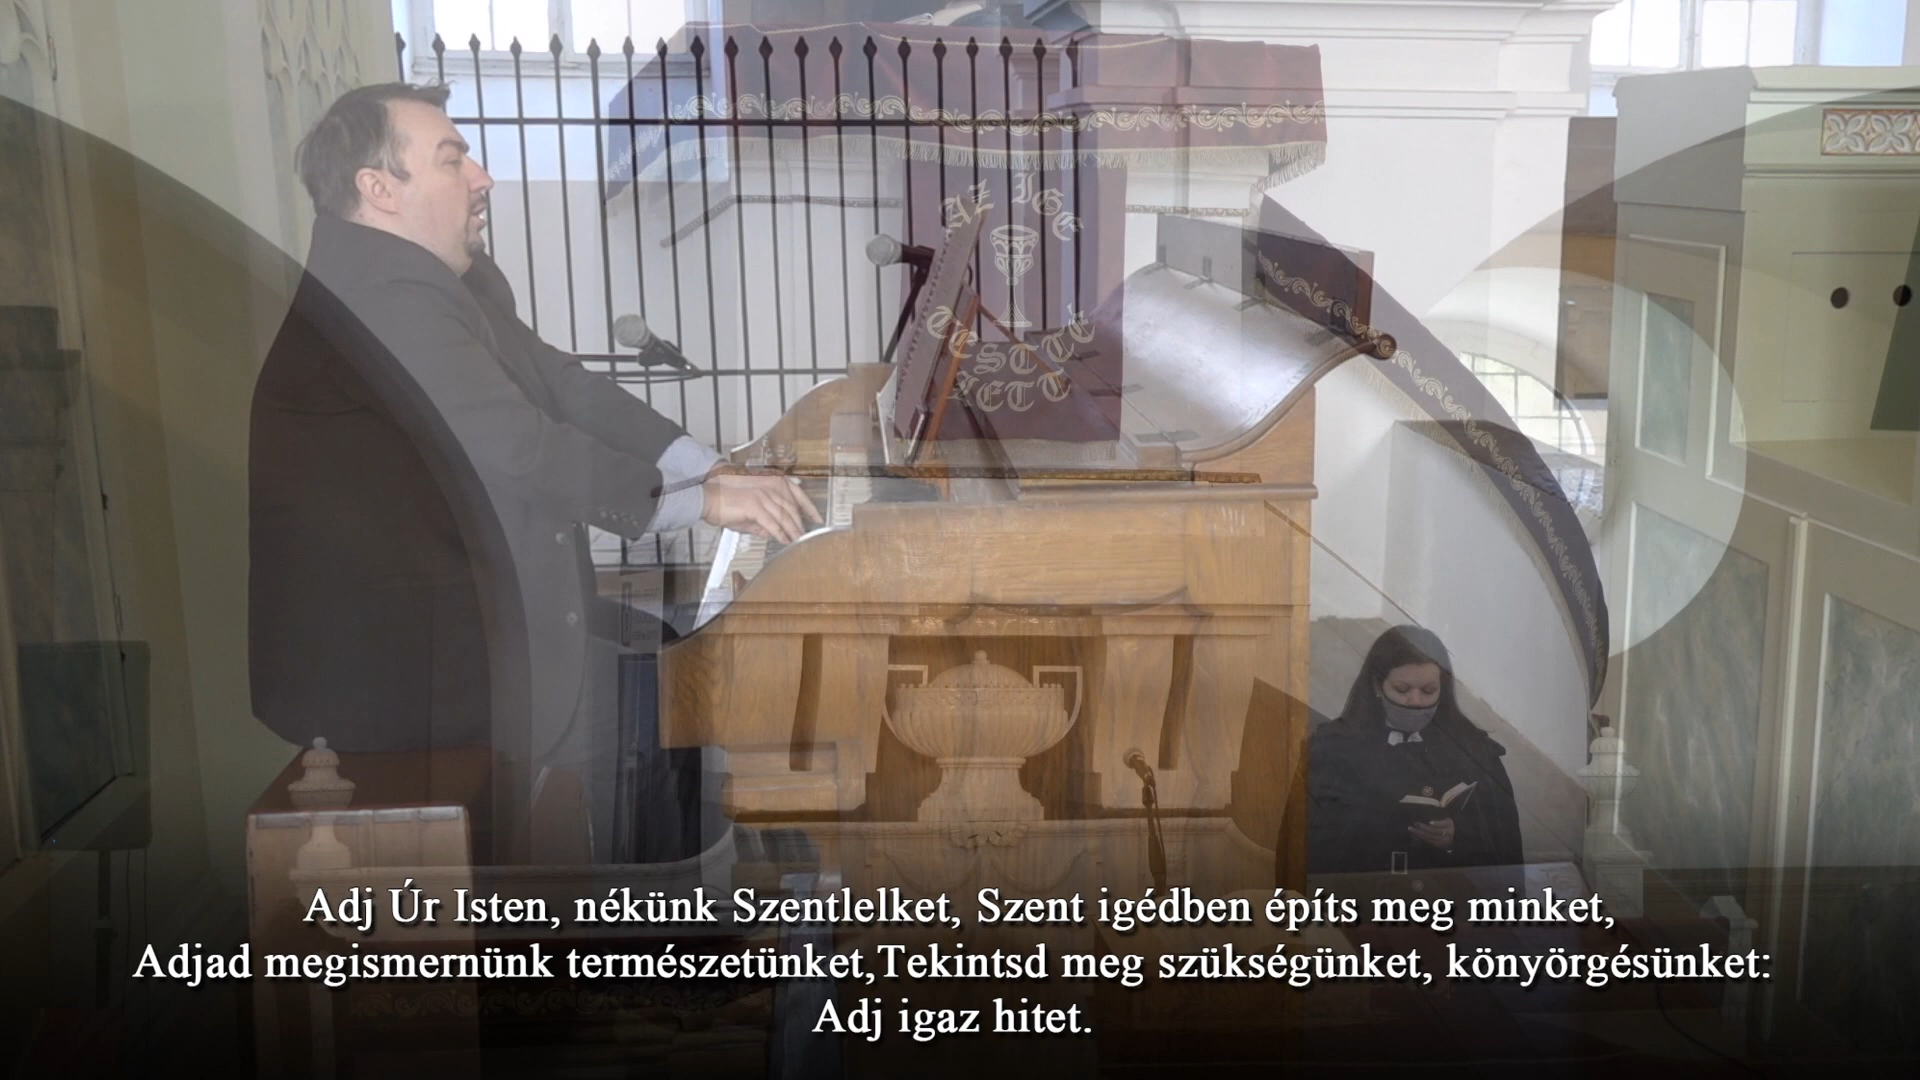 AZ IGE
TESTTÉ
LETT
Adj Úr Isten, nékünk Szentlelket, Szent igédben építs meg minket,
Adjad megismernünk természetünket,Tekintsd meg szükségünket, könyörgésünket:
Adj igaz hitet.